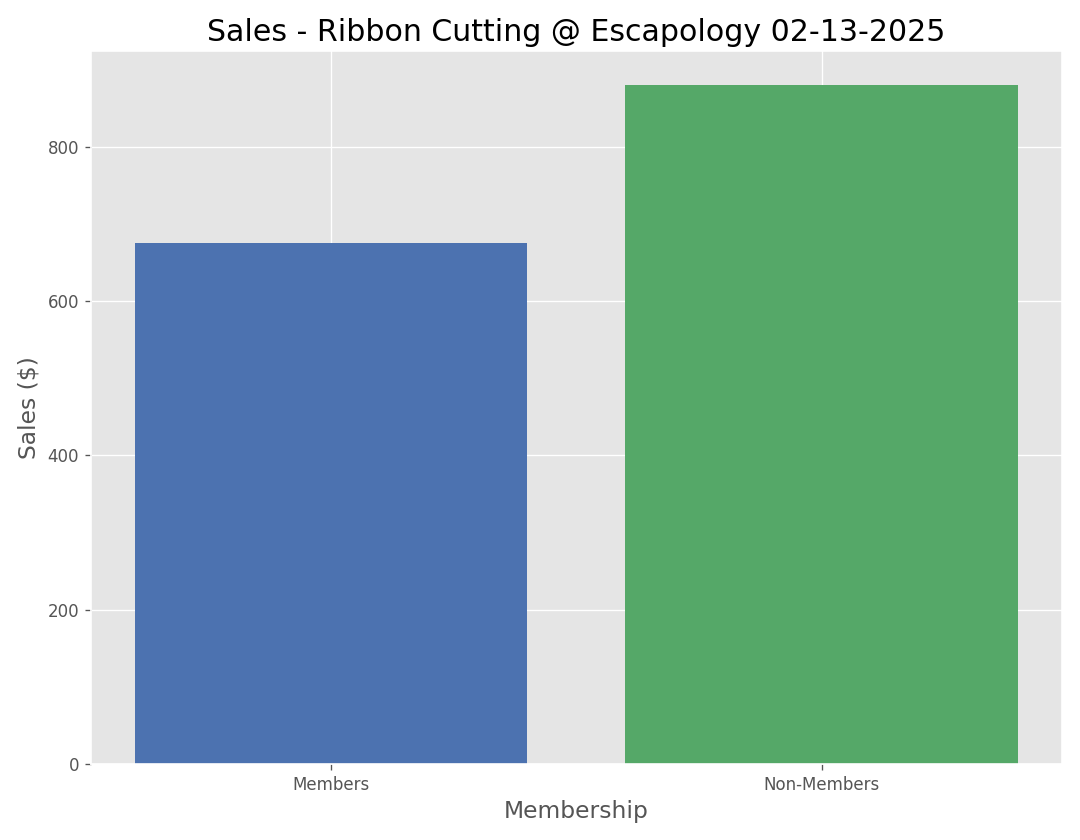 Sales - Ribbon Cutting @ Escapology 02-13-2025
800
600
400
200
0
Sales ($)
Members
Non-Members
Membership